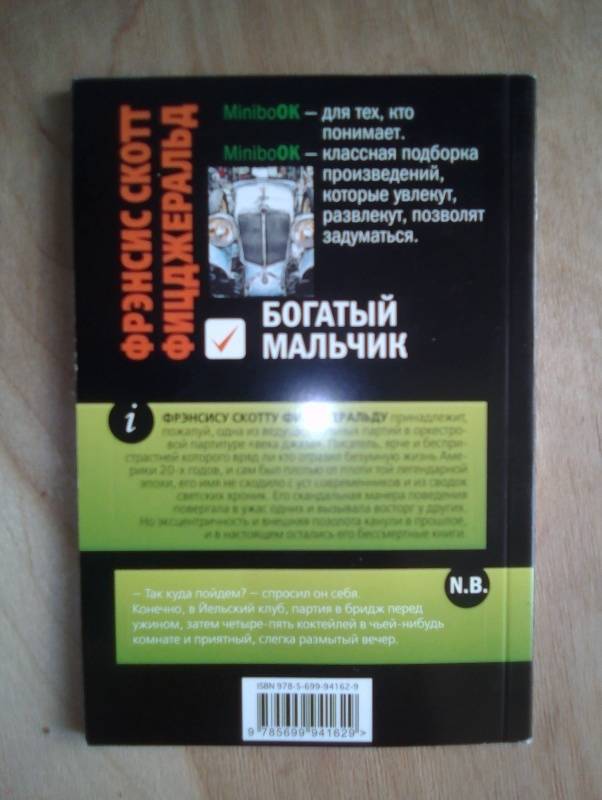 ФРЭНСИС СКОТТ
ФИЦДЖЕРАЛЬД
MiniboOK – для тех, кто
понимает.
MiniboOK – классная подборка
произведений,
которые увлекут,
развлекут, позволят
задуматься.
БОГАТЫЙ
МАЛЬЧИК
i
ФРЭНСИСУ СКОТТУ принадлежит,
пожалуй, одна из партий в оркестро-
вой партитуре «века джаза». Писатель, ярче и беспри-
страстней которого вряд ли кто отразил безумную жизнь Аме-
рики 20-х годов, и сам был плотью от плоти той легендарной
эпохи, его имя не сходило с уст современников и из сводок
светских хроник. Его скандальная манера поведения
повергала в ужас одних и вызывала восторг у других.
Но эксцентричность и внешняя позолота канули в прошлое,
и в настоящем остались его бессмертные книги.
N.B.
– Так куда пойдем? – спросил он себя.
Конечно, в Йельский клуб, партия в бридж перед
ужином, затем четыре-пять коктейлей в чьей-нибудь
комнате и приятный, слегка размытый вечер.
ISBN 978-5-699-94162-9
9 785699 941629 >